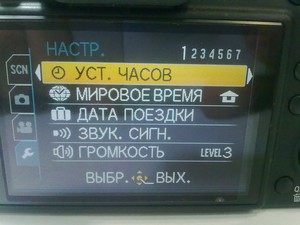 НАСТР. 1234567
SCN
УСТ. ЧАСОВ
МИРОВОЕ ВРЕМЯ
ДАТА ПОЕЗДКИ
ЗВУК. СИГН.
ГРОМКОСТЬ LEVEL3
ВЫБР. ВЫХ.